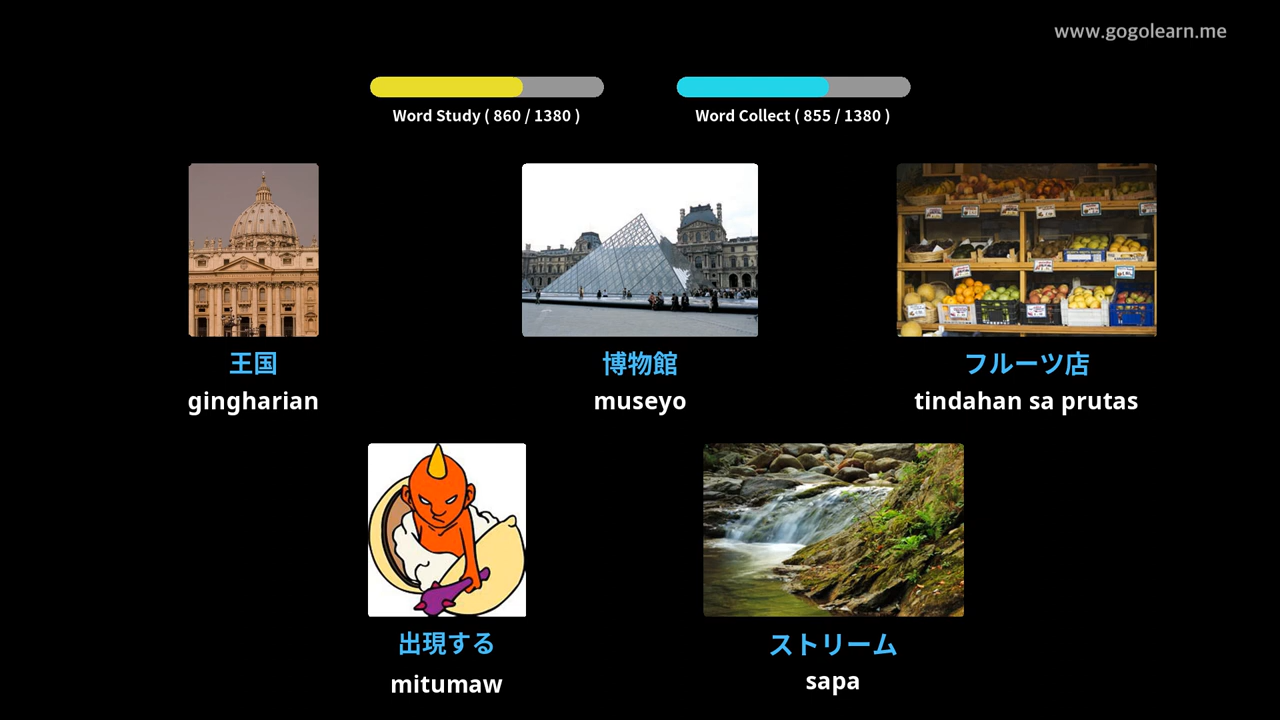 www.gogolearn.me
Word Study ( 860 / 1380 )
Word Collect ( 855 / 1380 )
王国
gingharian
博物館
museyo
フルーツ店
tindahan sa prutas
出現する
mitumaw
ストリーム
sapa